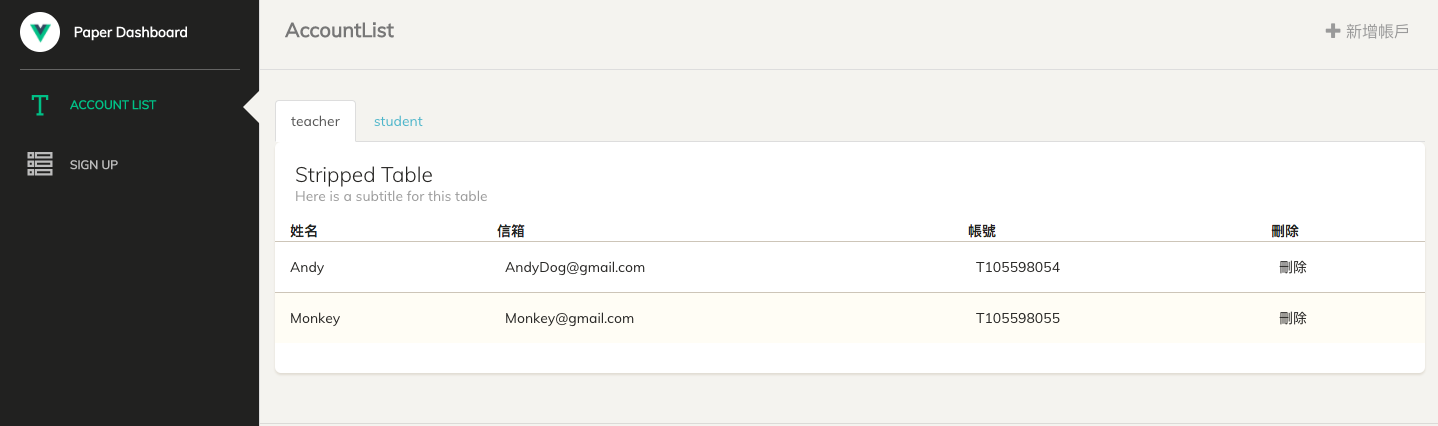 Paper Dashboard
AccountList
新增帳戶
ACCOUNT LIST
SIGN UP
teacher student
Stripped Table
Here is a subtitle for this table
姓名 信箱 帳號 刪除
Andy AndyDog@gmail.com T105598054 刪除
Monkey Monkey@gmail.com T105598055 刪除